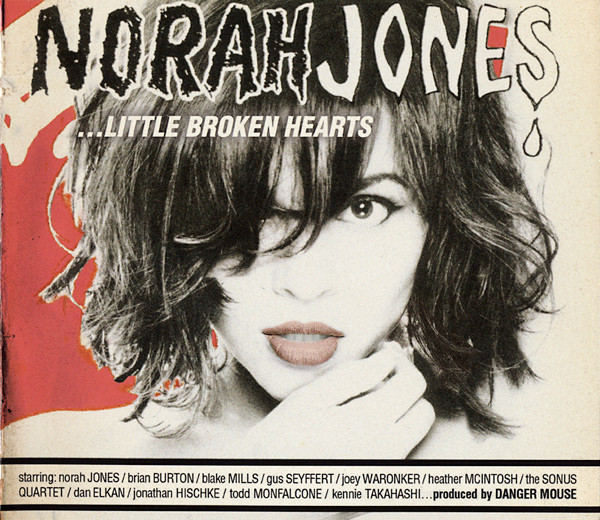 NORAH JONES
...LITTLE BROKEN HEARTS
starring: norah JONES / brian BURTON / blake MILLS / gus SEYFFERT / joey WARONKER / heather MCINTOSH / the SONUS
QUARTET / dan ELKAN / jonathan HISCHKE / todd MONFALCONE / kennie TAKAHASHI...produced by DANGER MOUSE